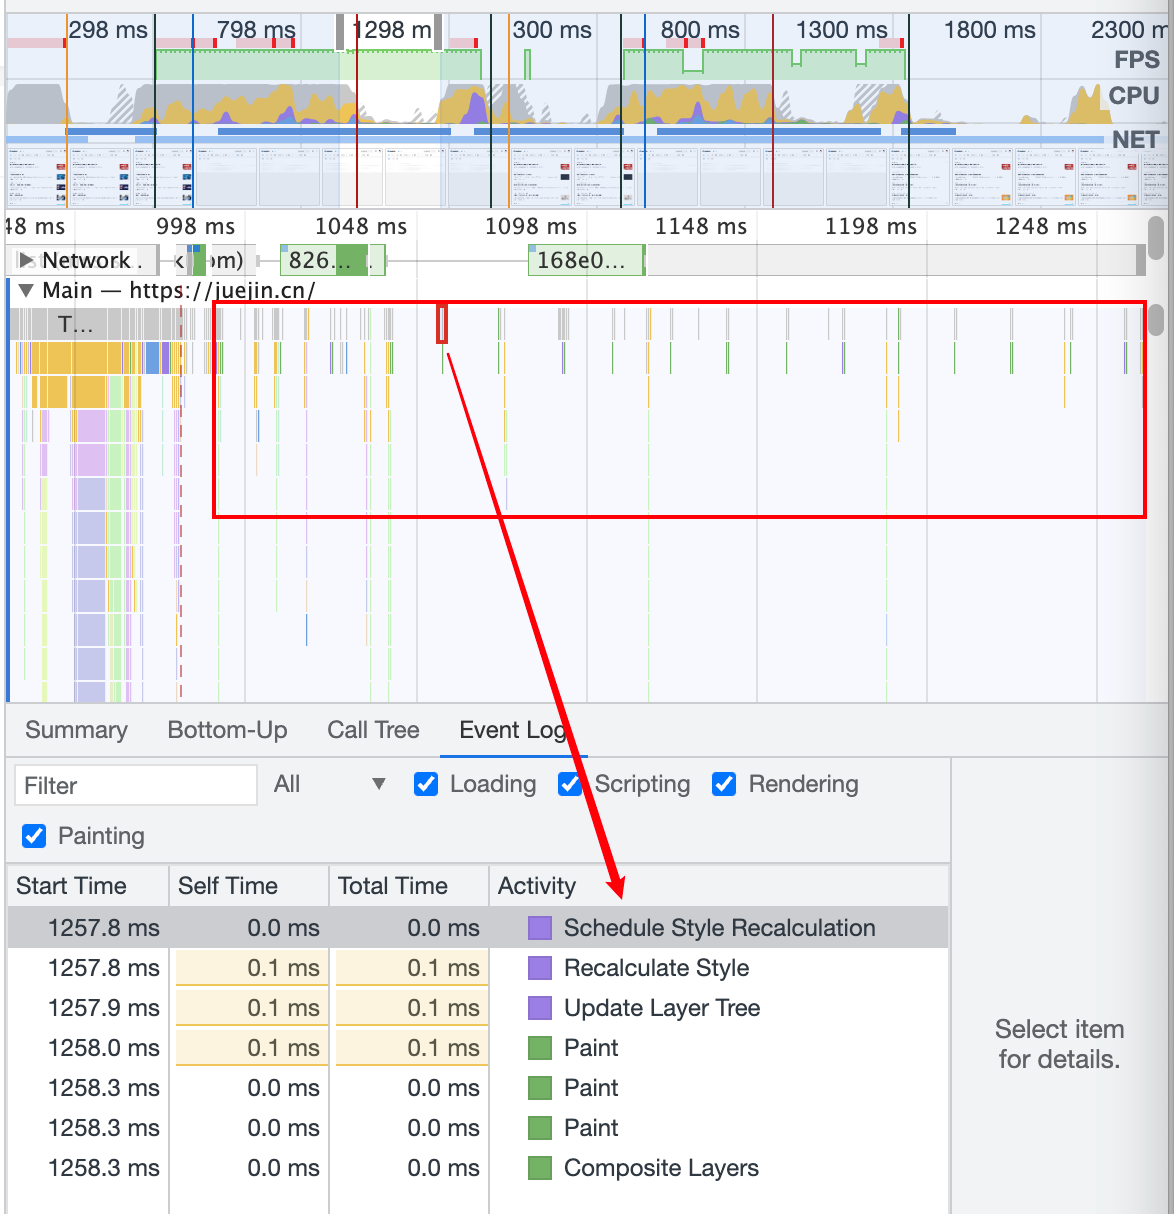 298 ms 798 ms 1298 m 300 ms 800 ms 1300 ms 1800 ms 2300 m
FPS
CPU
NET
48 ms 998 ms 1048 ms 1098 ms 1148 ms 1198 ms 1248 ms
Network 826... 168e0...
Main — https://juejin.cn/
T...
Summary Bottom-Up Call Tree Event Log
Filter All Loading Scripting Rendering
Painting
Start Time Self Time Total Time Activity
1257.8 ms 0.0 ms 0.0 ms Schedule Style Recalculation
1257.8 ms 0.1 ms 0.1 ms Recalculate Style
1257.9 ms 0.1 ms 0.1 ms Update Layer Tree
1258.0 ms 0.1 ms 0.1 ms Paint
1258.3 ms 0.0 ms 0.0 ms Paint
1258.3 ms 0.0 ms 0.0 ms Paint
1258.3 ms 0.0 ms 0.0 ms Composite Layers
Select item
for details.